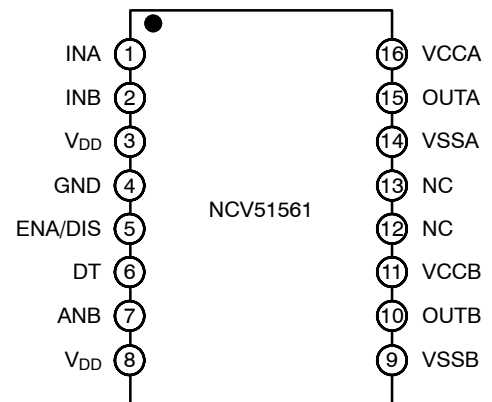 INA 1 16 VCCA
INB 2 15 OUTA
VDD 3 14 VSSA
GND 4 13 NC
NCV51561
ENA/DIS 5 12 NC
DT 6 11 VCCB
ANB 7 10 OUTB
VDD 8 9 VSSB